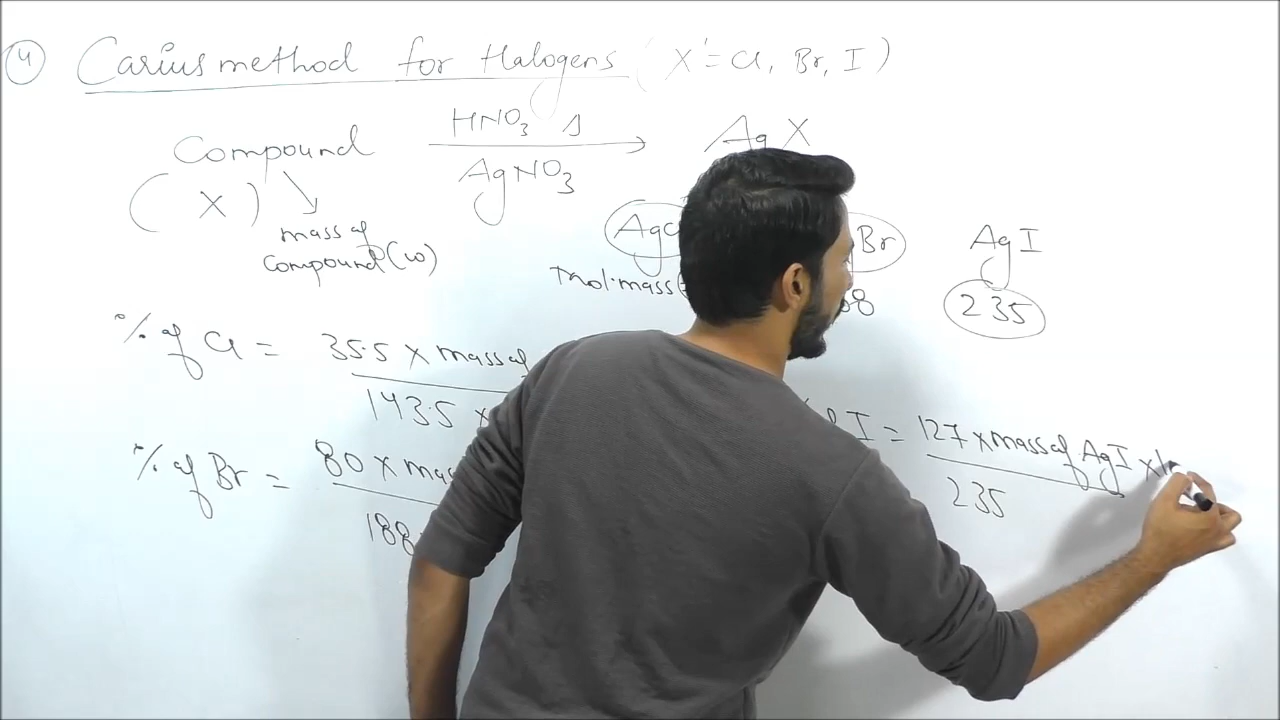 4 Carius method for Halogens (X = Cl, Br, I)
Compound HNO3 Δ AgX
(X) AgNO3
mass of
compound (w)
AgI
mol. mass 235
% of Cl = 35.5 × mass of
143.5 ×
% of Br = 80 ×
188
I = 127 × mass of AgI ×
235